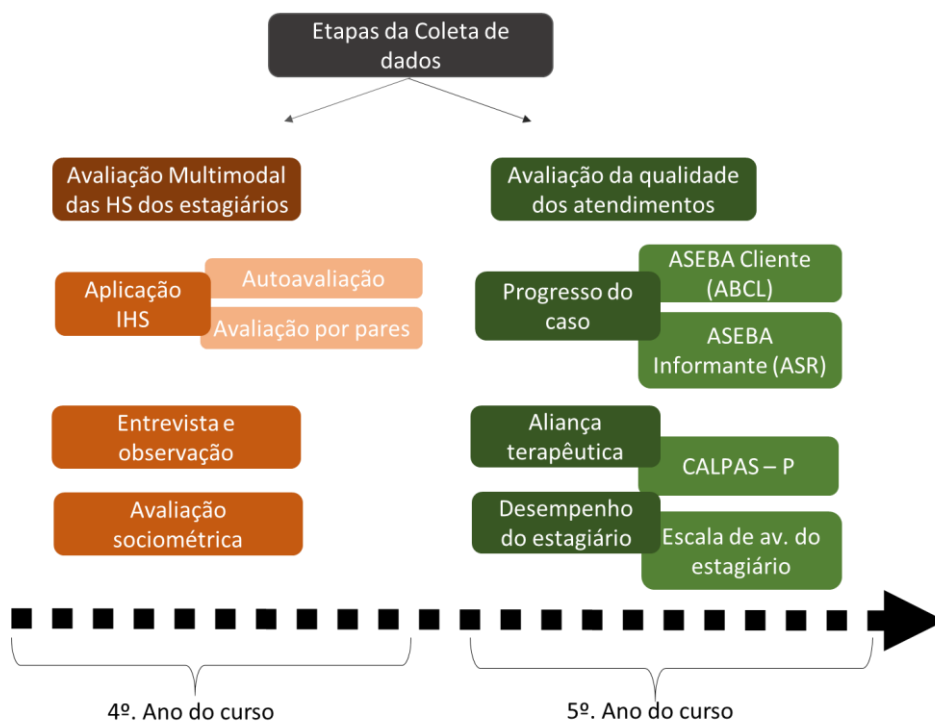 Etapas da Coleta de
dados
Avaliação Multimodal
das HS dos estagiários
Aplicação
IHS
Autoavaliação
Avaliação por pares
Entrevista e
observação
Avaliação
sociométrica
Avaliação da qualidade
dos atendimentos
Progresso do
caso
ASEBA Cliente
(ABCL)
ASEBA
Informante (ASR)
Aliança
terapêutica
CALPAS – P
Desempenho
do estagiário
Escala de av. do
estagiário
4º. Ano do curso
5º. Ano do curso